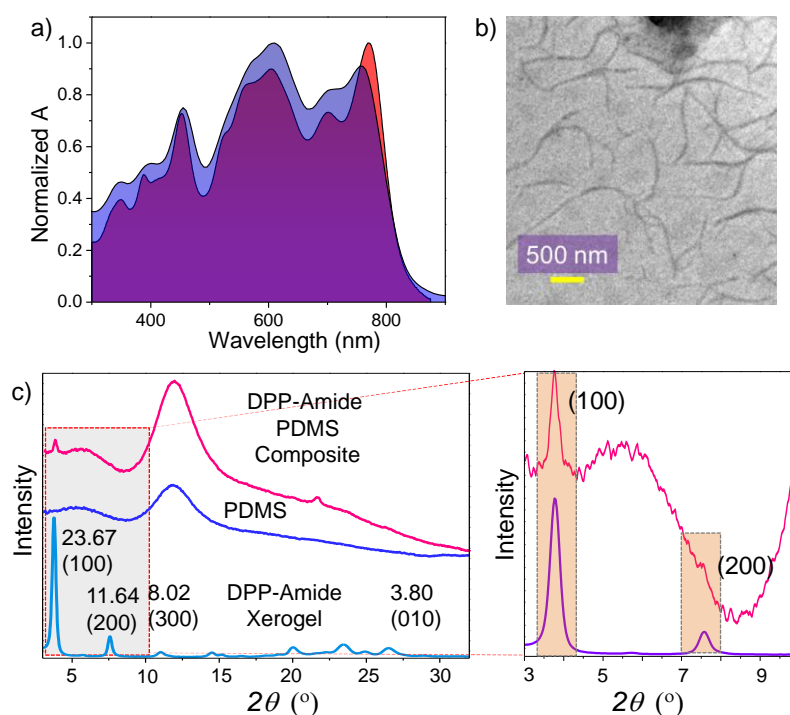 a)
Normalized A
1.0
0.8
0.6
0.4
0.2
0.0
400
600
800
Wavelength (nm)
b)
500 nm
c)
Intensity
DPP-Amide
PDMS
Composite
PDMS
23.67
(100)
11.64
(200)
8.02
(300)
DPP-Amide
Xerogel
3.80
(010)
5
10
15
20
25
30
2θ (º)
Intensity
(100)
(200)
3
5
7
9
2θ (º)